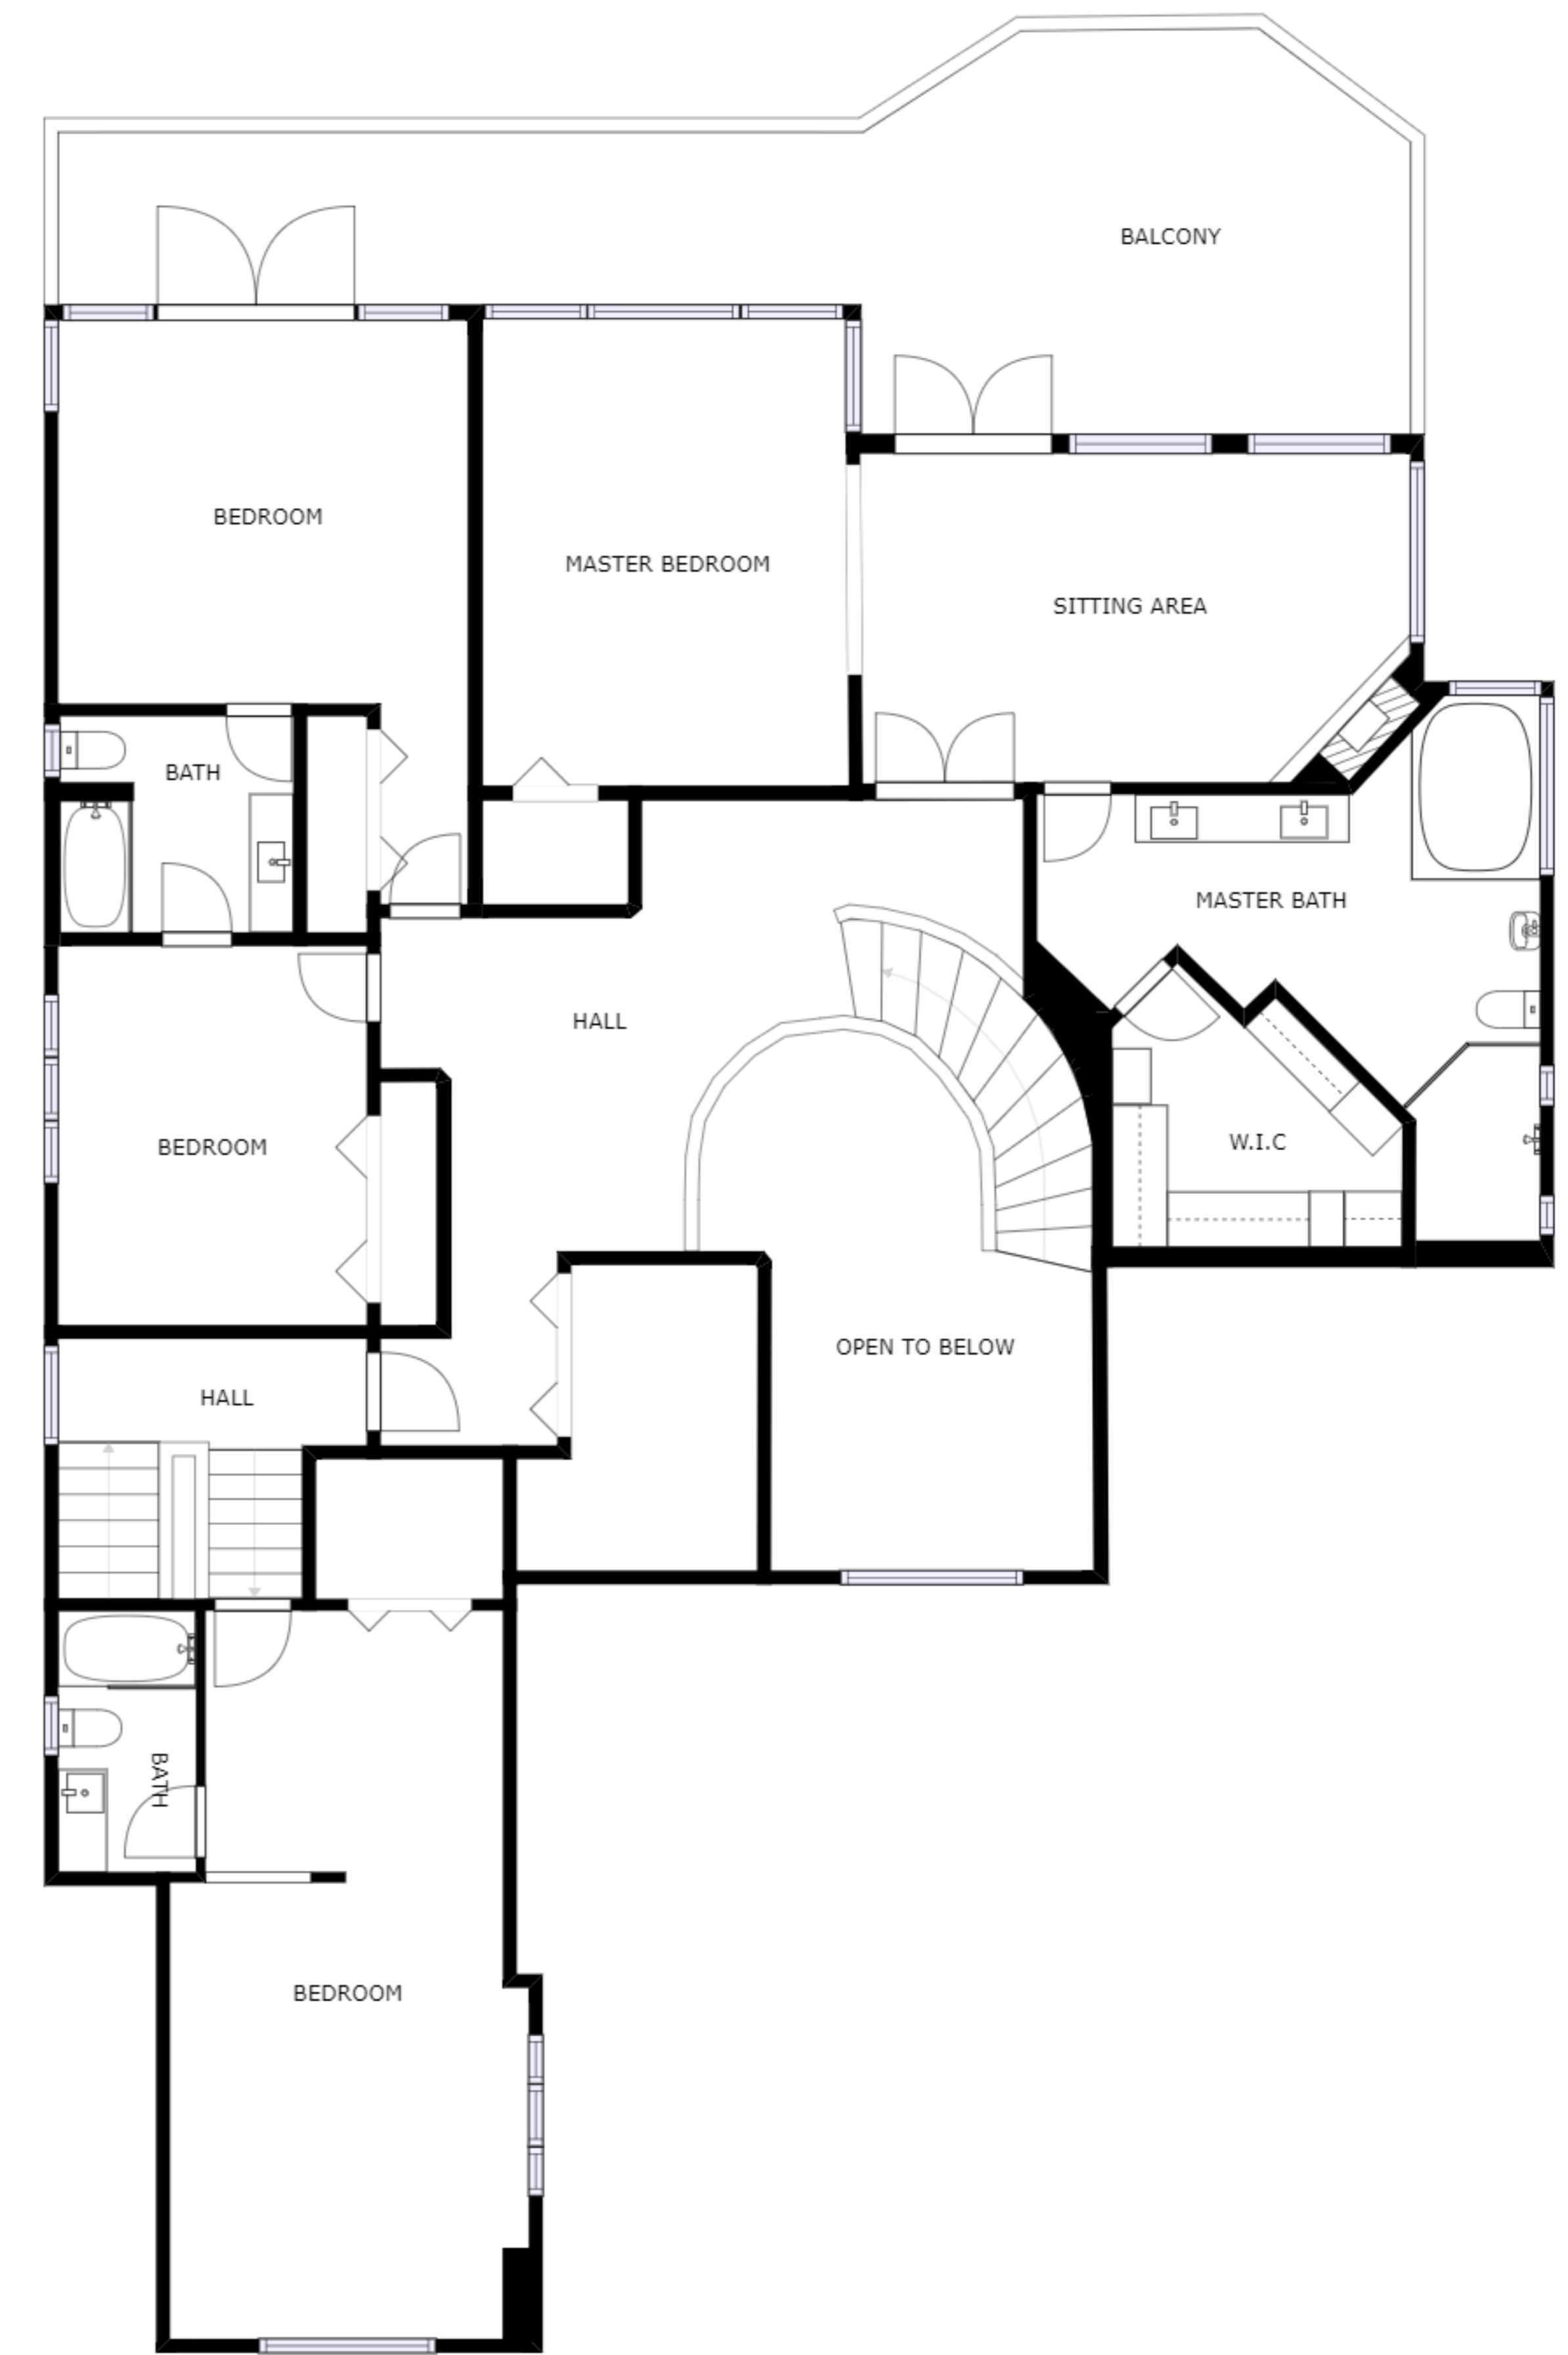 BALCONY
BEDROOM
MASTER BEDROOM
SITTING AREA
BATH
MASTER BATH
HALL
BEDROOM
W.I.C
OPEN TO BELOW
HALL
BATH
BEDROOM